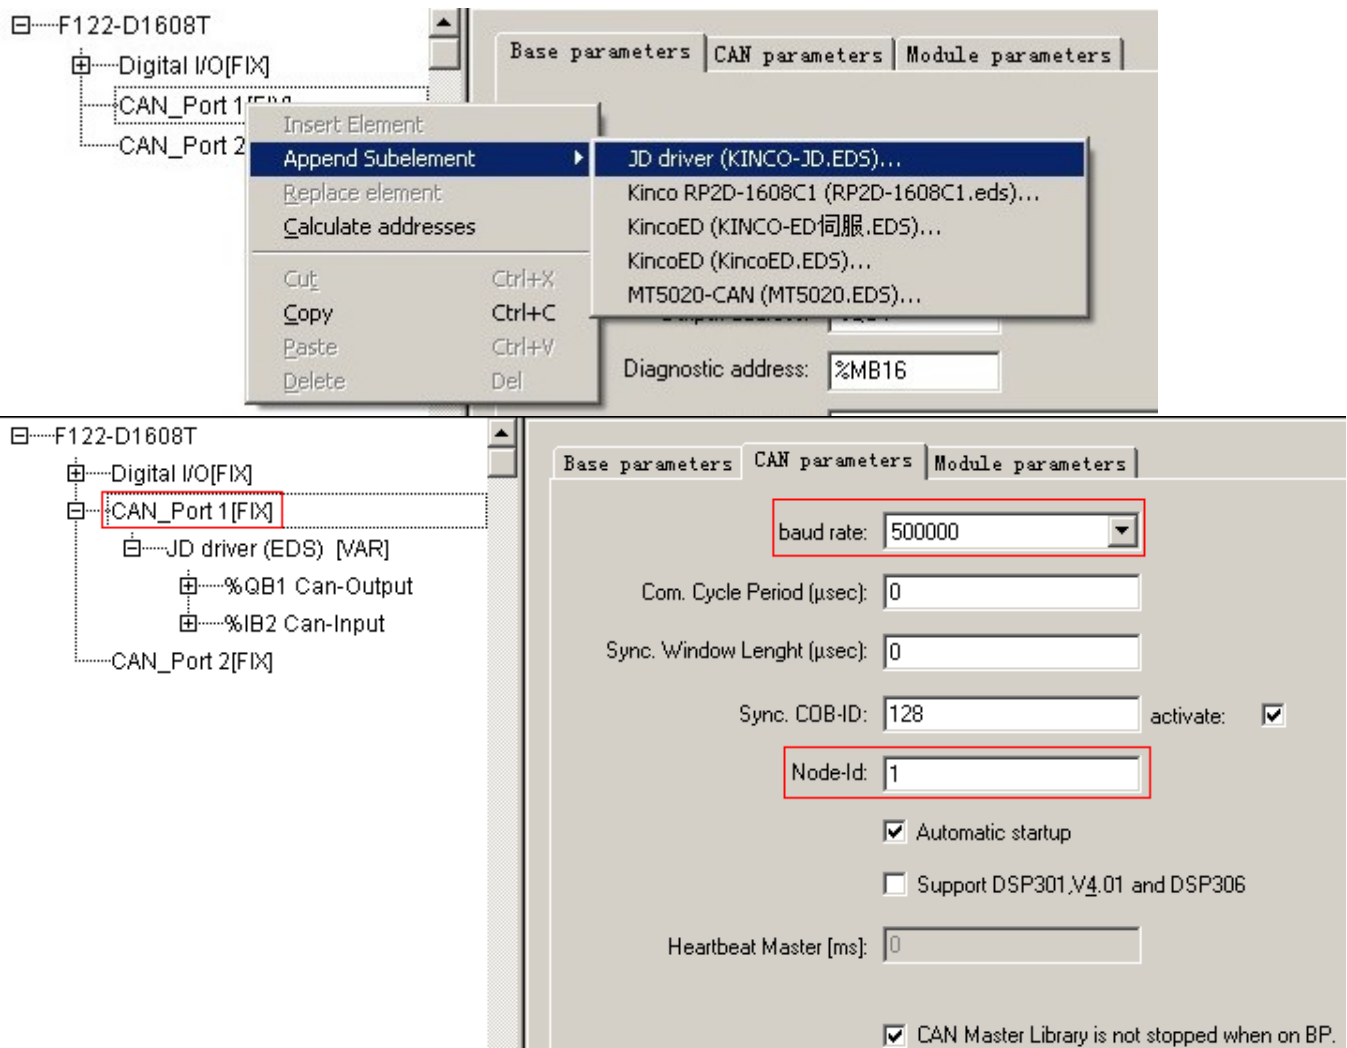 F122-D1608T
Digital I/O[FIX]
CAN_Port 1[FIX]
CAN_Port 2
Insert Element
Append Subelement
Replace element
Calculate addresses
Cut Ctrl+X
Copy Ctrl+C
Paste Ctrl+V
Delete Del
Base parameters CAN parameters Module parameters
JD driver (KINCO-JD.EDS)...
Kinco RP2D-1608C1 (RP2D-1608C1.eds)...
KincoED (KINCO-ED伺服.EDS)...
KincoED (KincoED.EDS)...
MT5020-CAN (MT5020.EDS)...
Diagnostic address: %MB16
F122-D1608T
Digital I/O[FIX]
CAN_Port 1[FIX]
JD driver (EDS) [VAR]
%QB1 Can-Output
%IB2 Can-Input
CAN_Port 2[FIX]
Base parameters CAN parameters Module parameters
baud rate: 500000
Com. Cycle Period (µsec): 0
Sync. Window Lenght (µsec): 0
Sync. COB-ID: 128 activate:
Node-Id: 1
Automatic startup
Support DSP301,V4.01 and DSP306
Heartbeat Master [ms]: 0
CAN Master Library is not stopped when on BP.